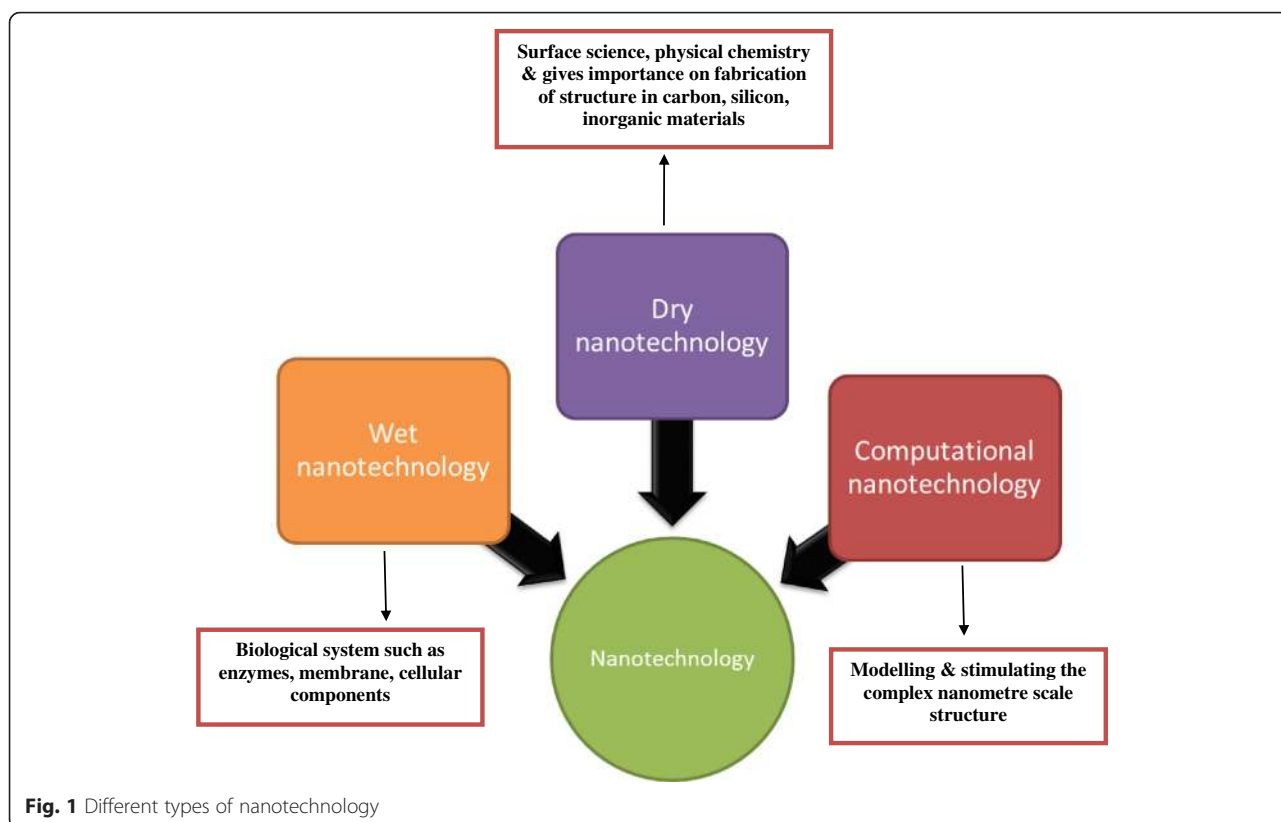 Surface science, physical chemistry
& gives importance on fabrication
of structure in carbon, silicon,
inorganic materials
Dry
nanotechnology
Wet
nanotechnology
Computational
nanotechnology
Nanotechnology
Biological system such as
enzymes, membrane, cellular
components
Modelling & stimulating the
complex nanometre scale
structure
Fig. 1 Different types of nanotechnology